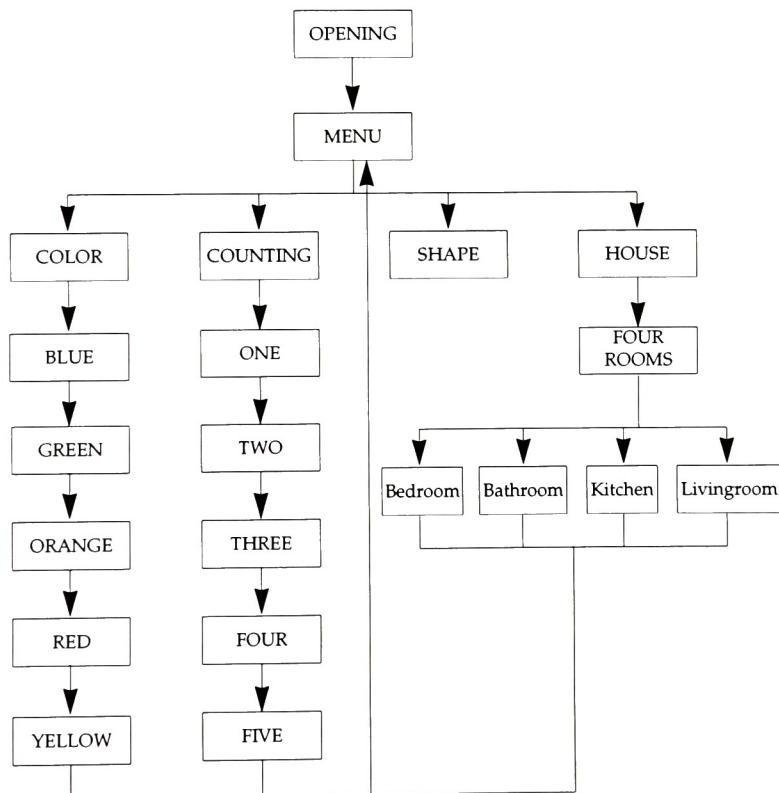 OPENING
MENU
COLOR
COUNTING
SHAPE
HOUSE
BLUE
ONE
FOUR
ROOMS
GREEN
TWO
Bedroom
Bathroom
Kitchen
Livingroom
ORANGE
THREE
RED
FOUR
YELLOW
FIVE